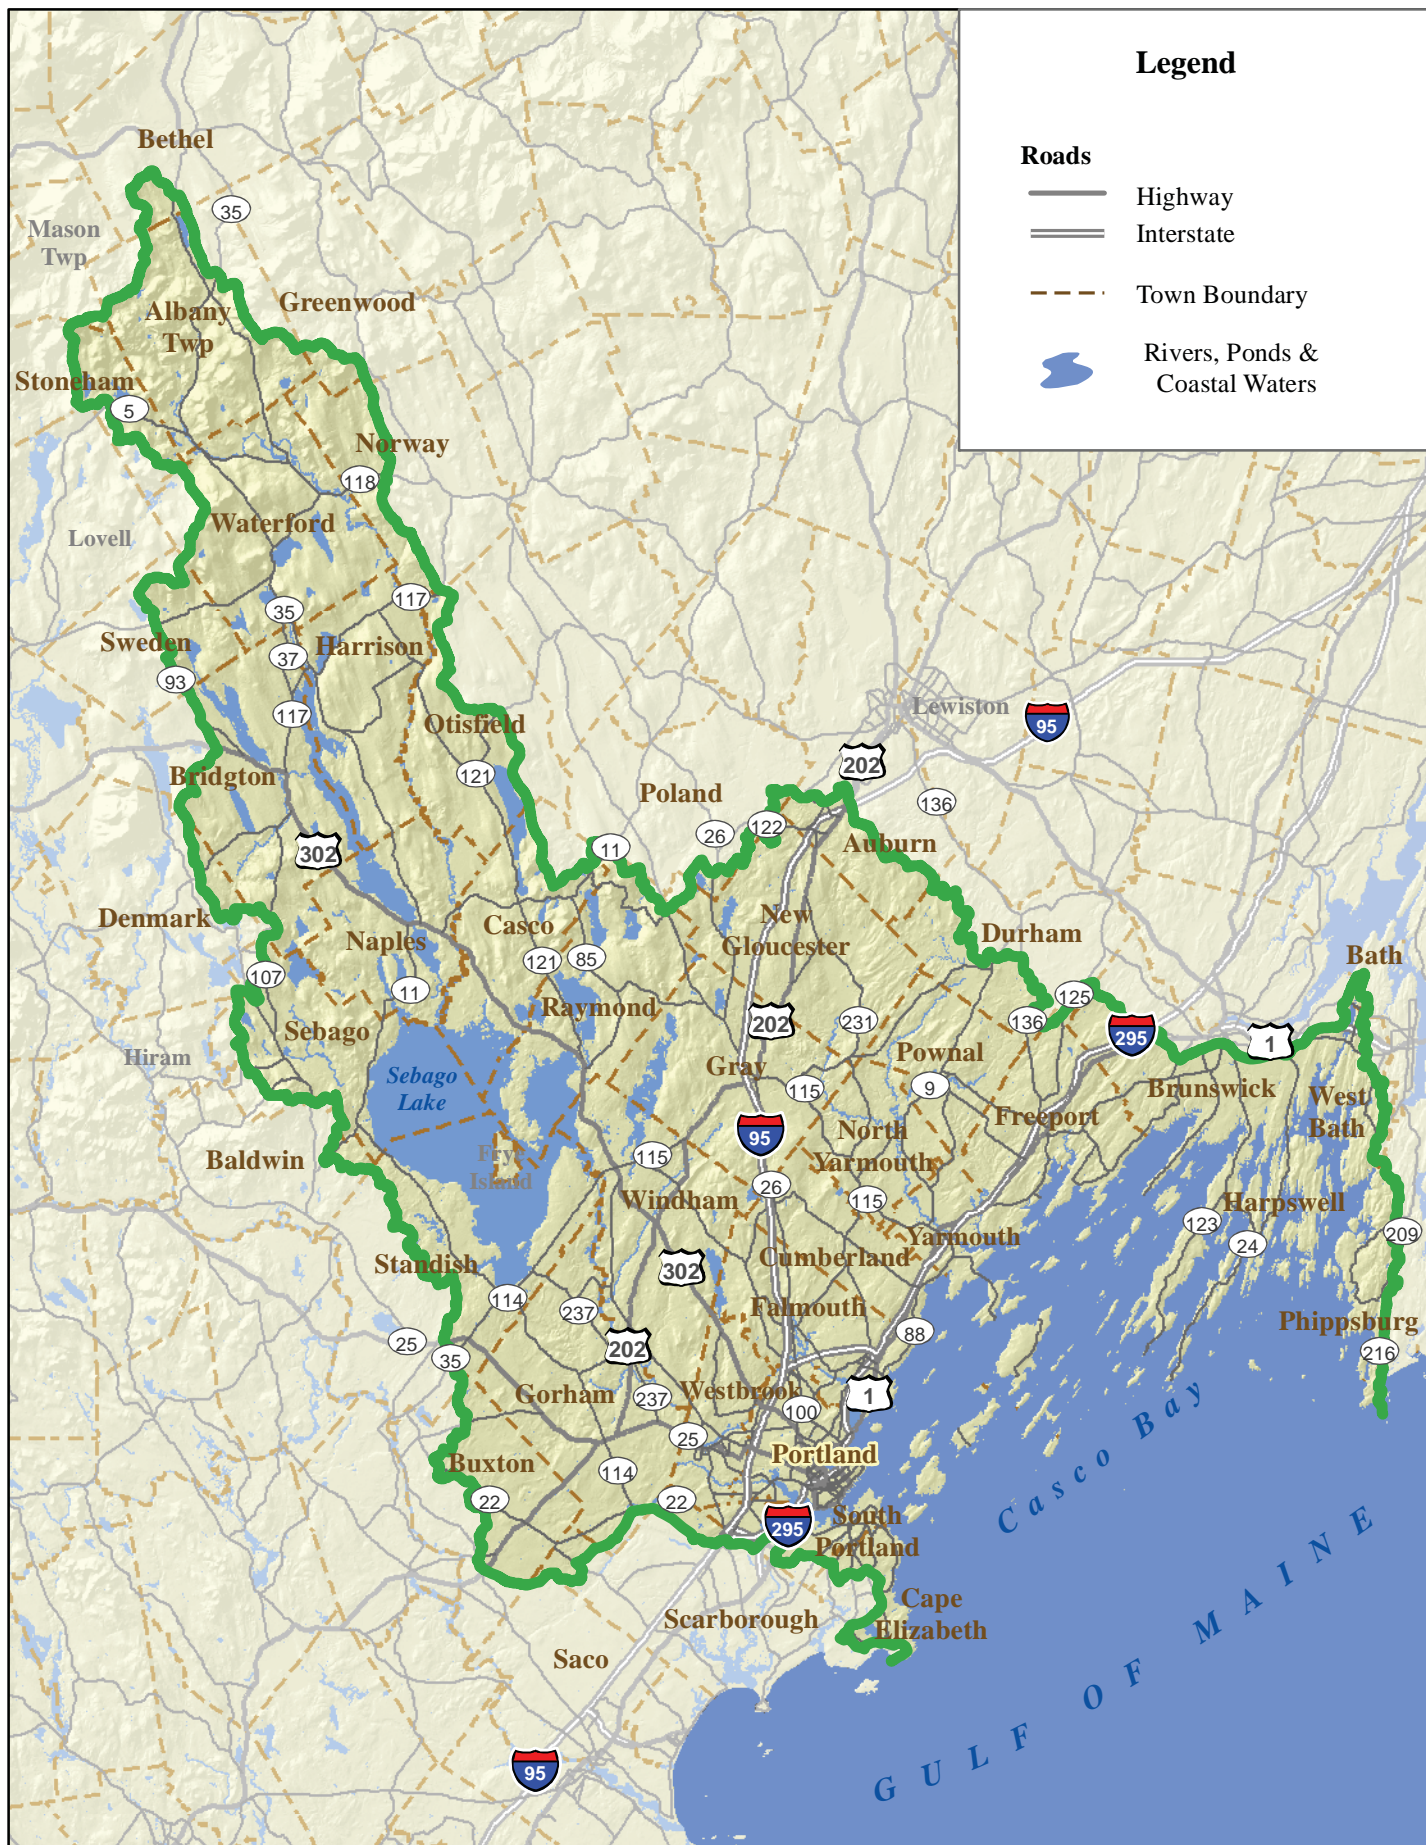 Legend
Roads
Highway
Interstate
Town Boundary
Rivers, Ponds &
Coastal Waters
Bethel
35
Mason
Twp
Greenwood
Albany
Twp
Stoneham
5
Norway
118
Waterford
Lovell
117
35
Sweden
Harrison
37
93
117
Otisfield
Lewiston
95
202
121
Bridgton
Poland
136
26
122
302
11
Auburn
Denmark
Casco
New
Gloucester
Durham
Naples
121
85
Bath
107
11
125
Raymond
136
Sebago
202
231
295
1
Hiram
Gray
Pownal
Sebago
Lake
115
9
Brunswick
West
Bath
Freeport
95
North
Yarmouth
Baldwin
Frye
Island
115
26
Windham
115
Harpswell
123
24
209
Yarmouth
Standish
302
Cumberland
114
237
Falmouth
Phippsburg
25
35
202
88
216
Gorham
237
Westbrook
100
1
25
Portland
Casco Bay
Buxton
114
22
22
295
South
Portland
GULF OF MAINE
Cape
Elizabeth
Scarborough
Saco
95